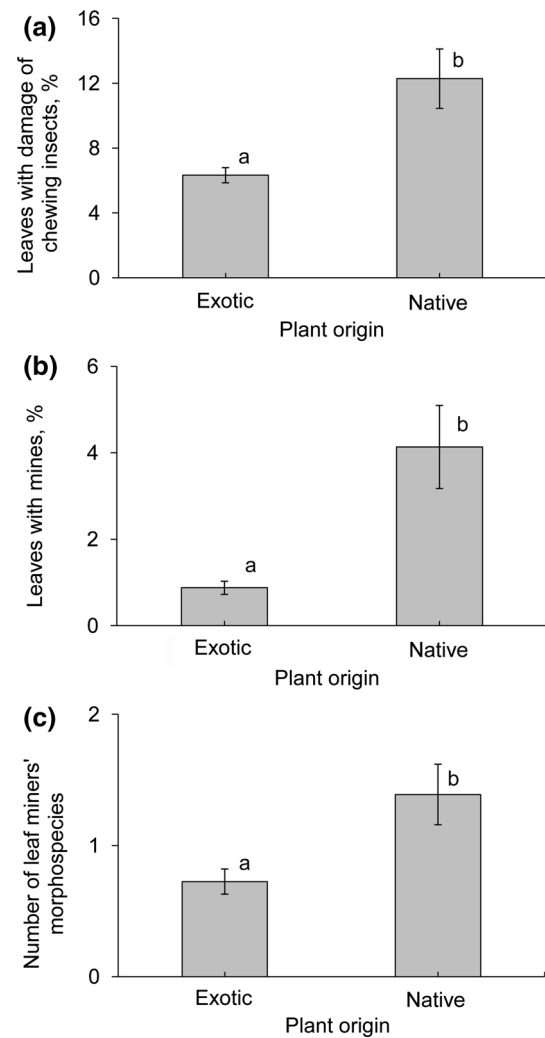 (a)
Leaves with damage of
chewing insects, %
16
12
8
4
0
a
b
Exotic
Native
Plant origin
(b)
Leaves with mines, %
6
4
2
0
a
b
Exotic
Native
Plant origin
(c)
Number of leaf miners'
morphospecies
2
1
0
a
b
Exotic
Native
Plant origin